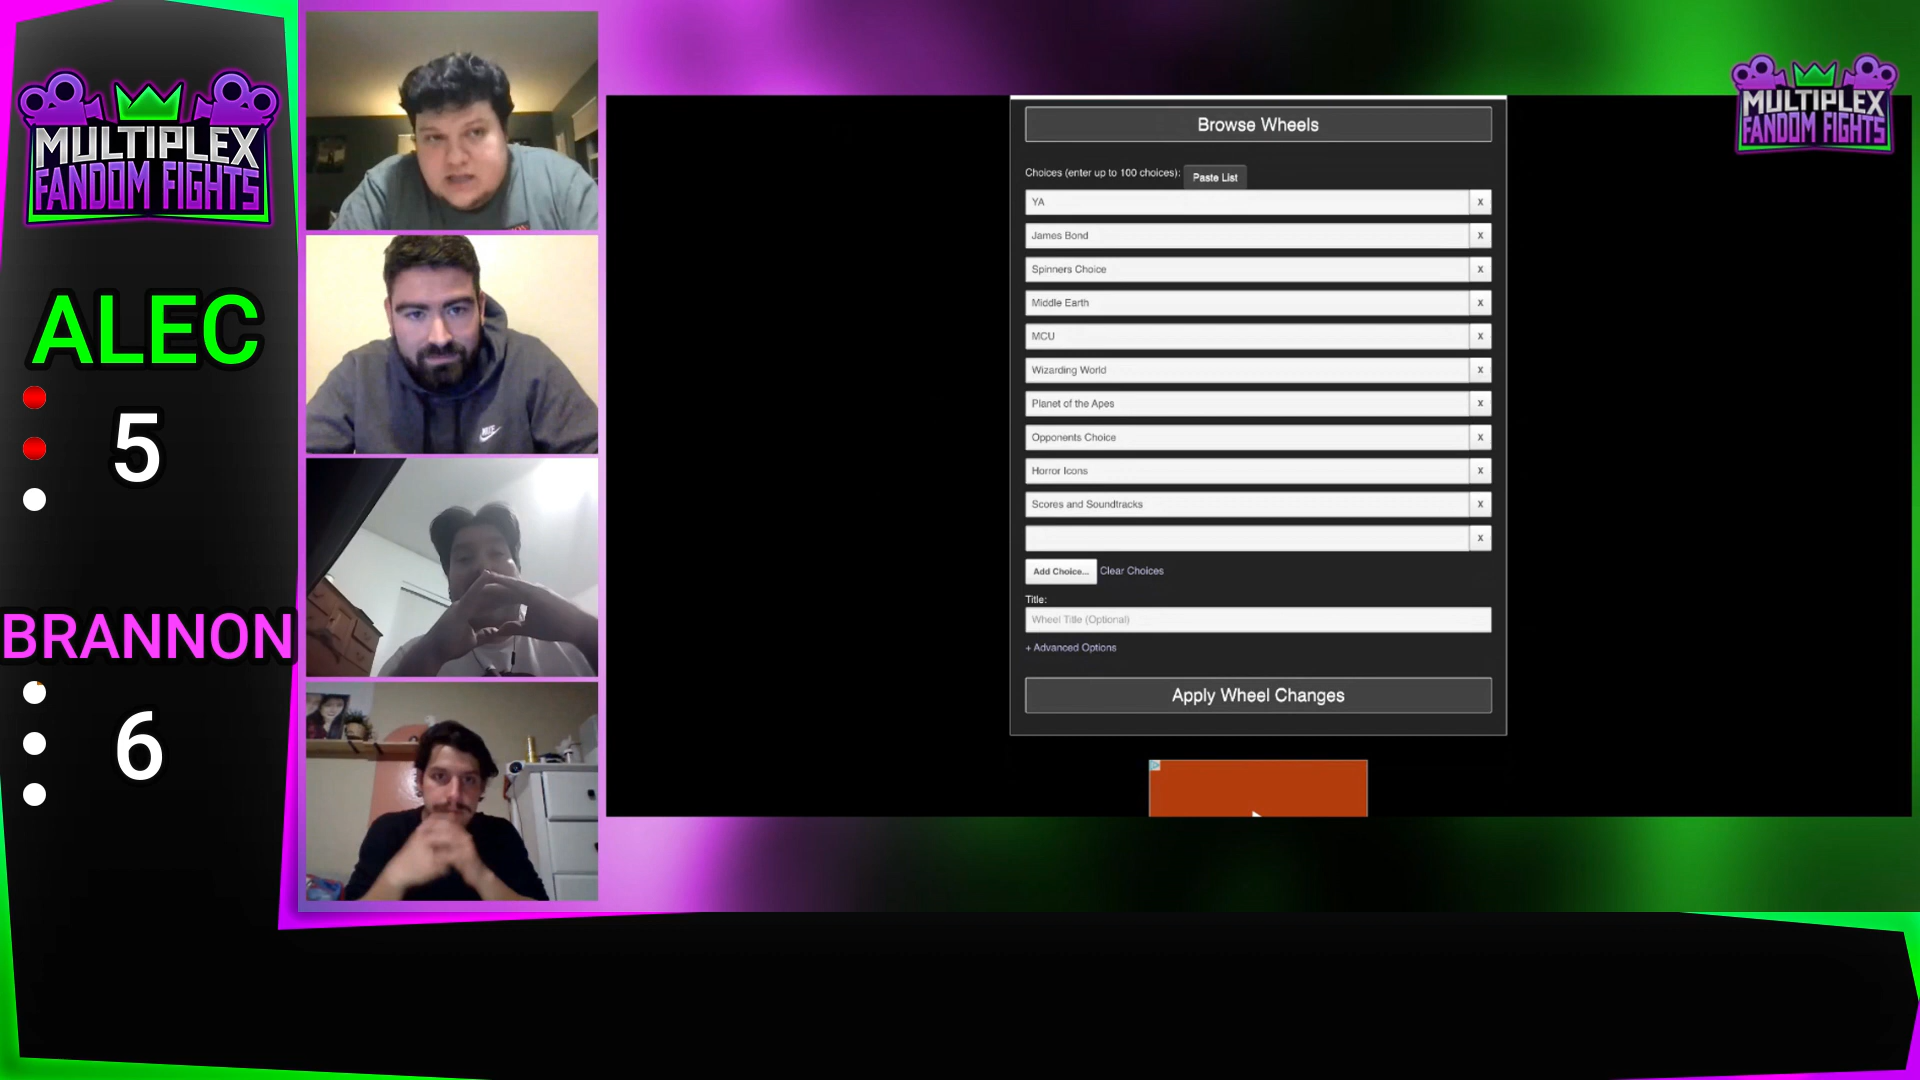 MULTIPLEX
FANDOM FIGHTS
ALEC
5
BRANNON
6
Browse Wheels
Choices (enter up to 100 choices): Paste List
YA x
James Bond x
Spinners Choice x
Middle Earth x
MCU x
Wizarding World x
Planet of the Apes x
Opponents Choice x
Horror Icons x
Scores and Soundtracks x
x
Add Choice... Clear Choices
Title:
Wheel Title (Optional)
+ Advanced Options
Apply Wheel Changes
MULTIPLEX
FANDOM FIGHTS
NIKE